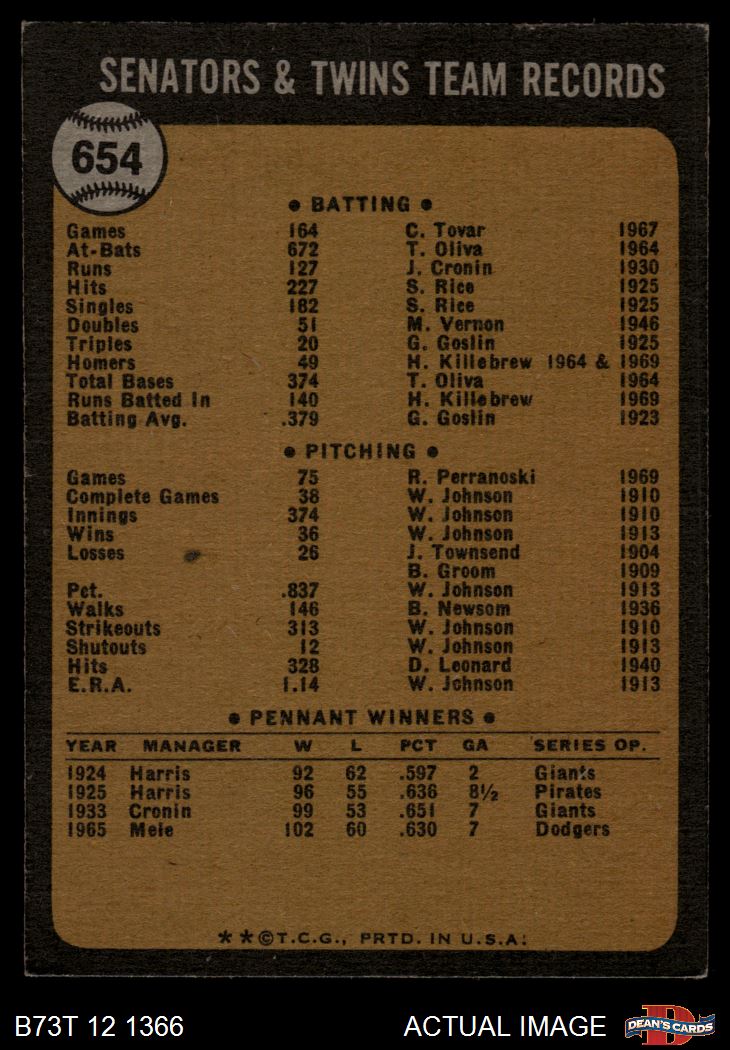 SENATORS & TWINS TEAM RECORDS
654
• BATTING •
Games 164 C. Tovar 1967
At-Bats 672 T. Oliva 1964
Runs 127 J. Cronin 1930
Hits 227 S. Rice 1925
Singles 182 S. Rice 1925
Doubles 51 M. Vernon 1946
Triples 20 G. Goslin 1925
Homers 49 H. Killebrew 1964 & 1969
Total Bases 374 T. Oliva 1964
Runs Batted In 140 H. Killebrew 1969
Batting Avg. .379 G. Goslin 1923
• PITCHING •
Games 75 R. Perranoski 1969
Complete Games 38 W. Johnson 1910
Innings 374 W. Johnson 1910
Wins 36 W. Johnson 1913
Losses 26 J. Townsend 1904
B. Groom 1909
Pct. .837 W. Johnson 1913
Walks 146 B. Newsom 1936
Strikeouts 313 W. Johnson 1910
Shutouts 12 W. Johnson 1913
Hits 328 D. Leonard 1940
E.R.A. 1.14 W. Johnson 1913
• PENNANT WINNERS •
YEAR MANAGER W L PCT GA SERIES OP.
1924 Harris 92 62 .597 2 Giants
1925 Harris 96 55 .636 8½ Pirates
1933 Cronin 99 53 .651 7 Giants
1965 Mele 102 60 .630 7 Dodgers
**©T.C.G., PRTD. IN U.S.A.
B73T 12 1366 ACTUAL IMAGE DEAN'S CARDS